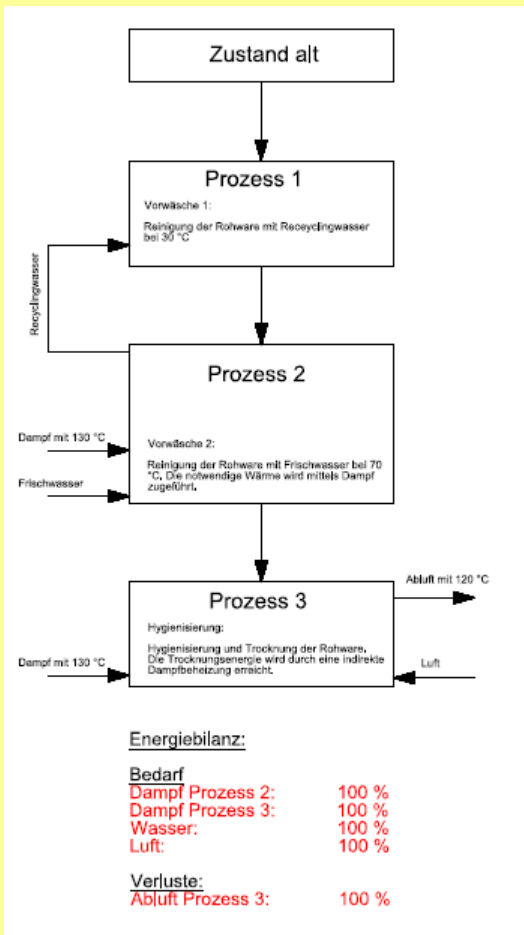 Zustand alt
Prozess 1
Vorwäsche 1:
Reinigung der Rohware mit Receyclingwasser
bei 30 °C
Recyclingwasser
Prozess 2
Dampf mit 130 °C
Vorwäsche 2:
Frischwasser
Reinigung der Rohware mit Frischwasser bei 70
°C. Die notwendige Wärme wird mittels Dampf
zugeführt.
Prozess 3
Abluft mit 120 °C
Hygienisierung:
Hygienisierung und Trocknung der Rohware.
Die Trocknungsenergie wird durch eine indirekte
Dampfbeheizung erreicht.
Dampf mit 130°C
Luft
Energiebilanz:
Bedarf
Dampf Prozess 2: 100 %
Dampf Prozess 3: 100 %
Wasser: 100 %
Luft: 100 %
Verluste:
Abluft Prozess 3: 100 %